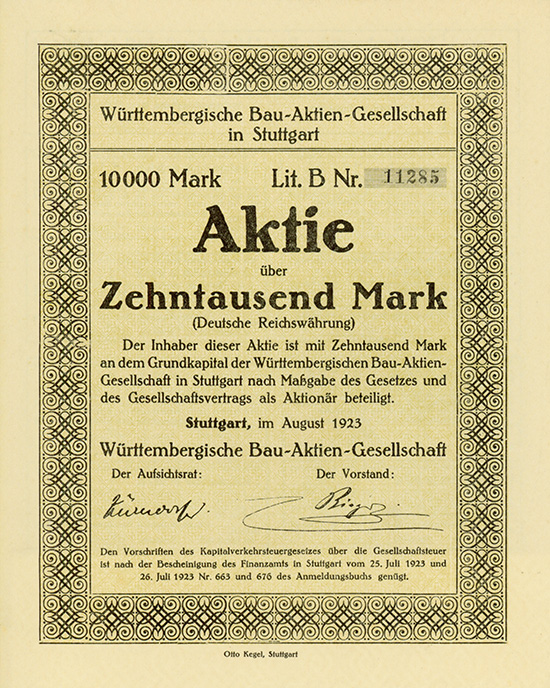 Württembergische Bau-Aktien-Gesellschaft
in Stuttgart
10000 Mark Lit. B Nr. 11285
Aktie
über
Zehntausend Mark
(Deutsche Reichswährung)
Der Inhaber dieser Aktie ist mit Zehntausend Mark
an dem Grundkapital der Württembergischen Bau-Aktien-
Gesellschaft in Stuttgart nach Maßgabe des Gesetzes und
des Gesellschaftsvertrags als Aktionär beteiligt.
Stuttgart, im August 1923
Württembergische Bau-Aktien-Gesellschaft
Der Aufsichtsrat: Der Vorstand:
Den Vorschriften des Kapitalverkehrsteuergesetzes über die Gesellschaftsteuer
ist nach der Bescheinigung des Finanzamts in Stuttgart vom 25. Juli 1923 und
26. Juli 1923 Nr. 663 und 676 des Anmeldungsbuchs genügt.
Otto Kegel, Stuttgart